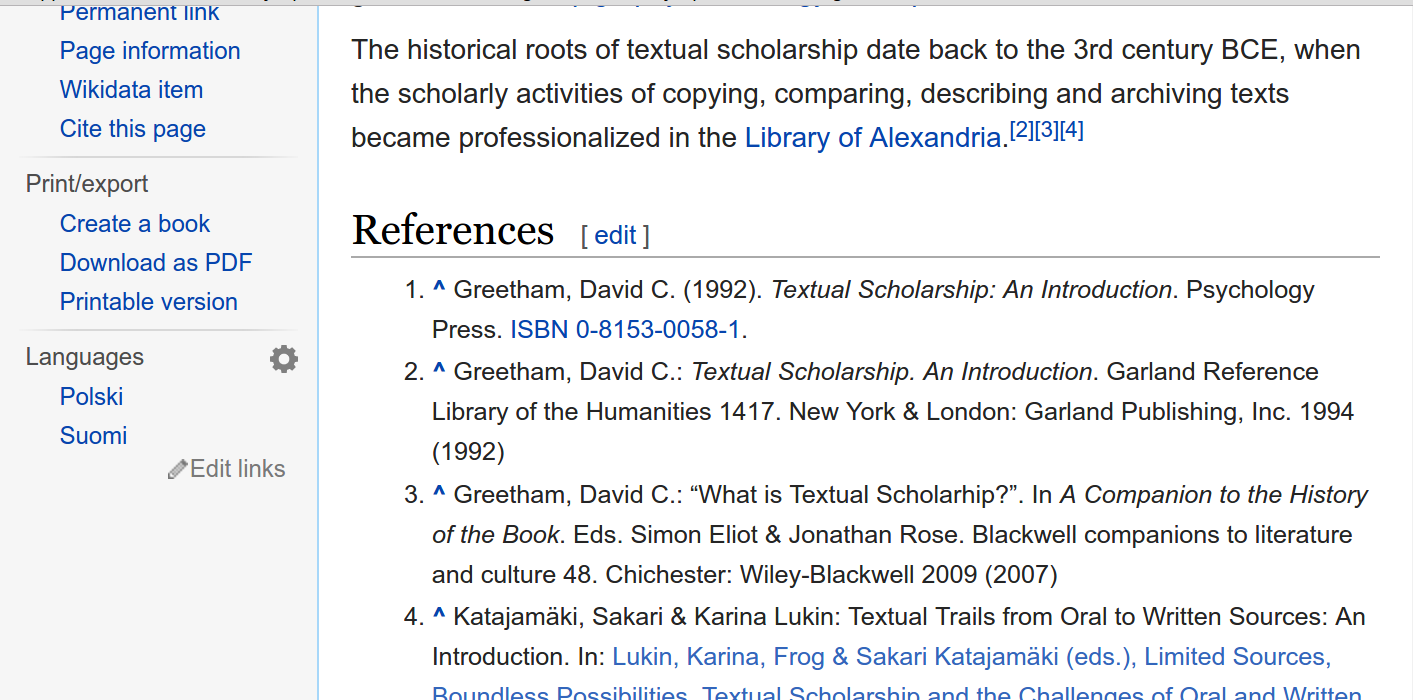 Permanent link
Page information
Wikidata item
Cite this page
Print/export
Create a book
Download as PDF
Printable version
Languages
Polski
Suomi
Edit links
The historical roots of textual scholarship date back to the 3rd century BCE, when
the scholarly activities of copying, comparing, describing and archiving texts
became professionalized in the Library of Alexandria.[2][3][4]
References [ edit ]
1. ^ Greetham, David C. (1992). Textual Scholarship: An Introduction. Psychology
Press. ISBN 0-8153-0058-1.
2. ^ Greetham, David C.: Textual Scholarship. An Introduction. Garland Reference
Library of the Humanities 1417. New York & London: Garland Publishing, Inc. 1994
(1992)
3. ^ Greetham, David C.: “What is Textual Scholarhip?”. In A Companion to the History
of the Book. Eds. Simon Eliot & Jonathan Rose. Blackwell companions to literature
and culture 48. Chichester: Wiley-Blackwell 2009 (2007)
4. ^ Katajamäki, Sakari & Karina Lukin: Textual Trails from Oral to Written Sources: An
Introduction. In: Lukin, Karina, Frog & Sakari Katajamäki (eds.), Limited Sources,
Boundless Possibilities. Textual Scholarship and the Challenges of Oral and Written